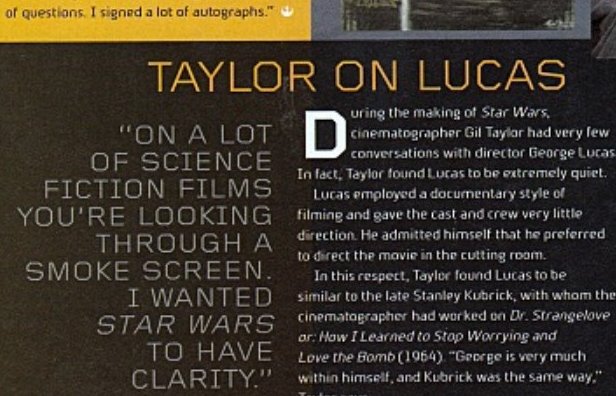 of questions. I signed a lot of autographs."
TAYLOR ON LUCAS
"ON A LOT
OF SCIENCE
FICTION FILMS
YOU'RE LOOKING
THROUGH A
SMOKE SCREEN.
I WANTED
STAR WARS
TO HAVE
CLARITY."
During the making of Star Wars,
cinematographer Gil Taylor had very few
conversations with director George Lucas.
In fact, Taylor found Lucas to be extremely quiet.
Lucas employed a documentary style of
filming and gave the cast and crew very little
direction. He admitted himself that he preferred
to direct the movie in the cutting room.
In this respect, Taylor found Lucas to be
similar to the late Stanley Kubrick, with whom the
cinematographer had worked on Dr. Strangelove
or: How I Learned to Stop Worrying and
Love the Bomb (1964). "George is very much
within himself, and Kubrick was the same way,"